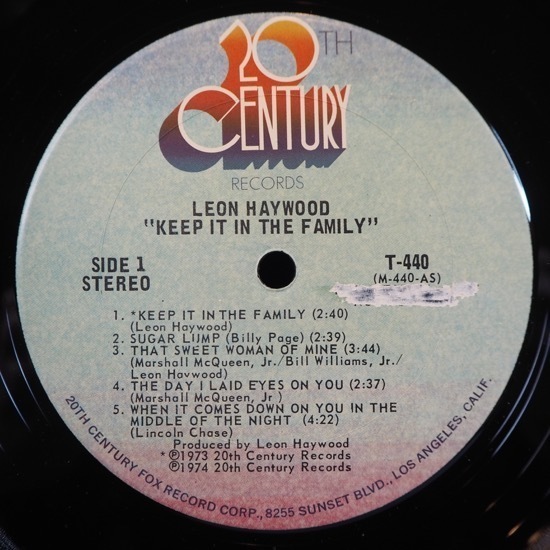 20TH
CENTURY
RECORDS
LEON HAYWOOD
"KEEP IT IN THE FAMILY"
SIDE 1
STEREO
T-440
(M-440-AS)
1. *KEEP IT IN THE FAMILY (2:40)
(Leon Haywood)
2. SUGAR LUMP (Billy Page) (2:39)
3. THAT SWEET WOMAN OF MINE (3:44)
(Marshall McQueen, Jr./Bill Williams, Jr./
Leon Haywood)
4. THE DAY I LAID EYES ON YOU (2:37)
(Marshall McQueen, Jr )
5. WHEN IT COMES DOWN ON YOU IN THE
MIDDLE OF THE NIGHT (4:22)
(Lincoln Chase)
Produced by Leon Haywood
*℗1973 20th Century Records
℗1974 20th Century Records
20TH CENTURY FOX RECORD CORP., 8255 SUNSET BLVD., LOS ANGELES, CALIF.